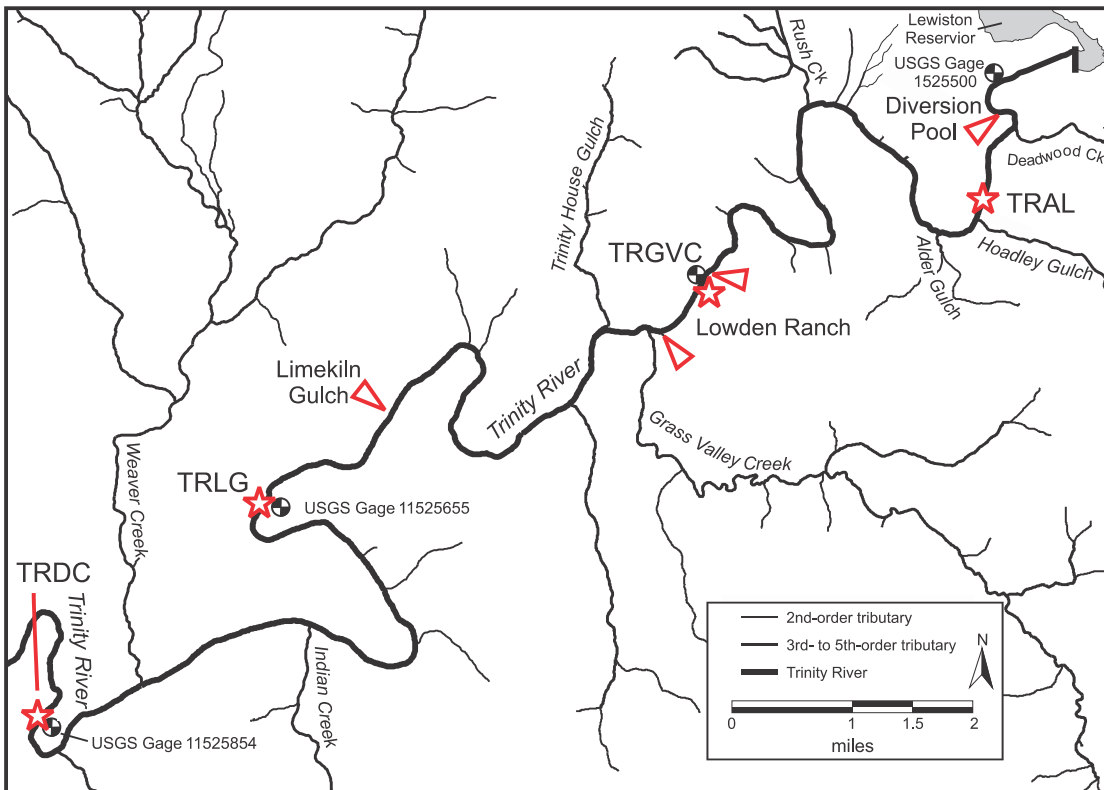 Lewiston
Reservior
USGS Gage
1525500
Diversion
Pool
Rush Ck
Deadwood Ck
TRAL
Hoadley Gulch
Alder Gulch
Trinity House Gulch
TRGVC
Lowden Ranch
Limekiln
Gulch
Trinity River
Grass Valley Creek
TRLG
USGS Gage 11525655
Weaver Creek
TRDC
Trinity River
Indian Creek
USGS Gage 11525854
2nd-order tributary
3rd- to 5th-order tributary
Trinity River
N
0 1 1.5 2
miles